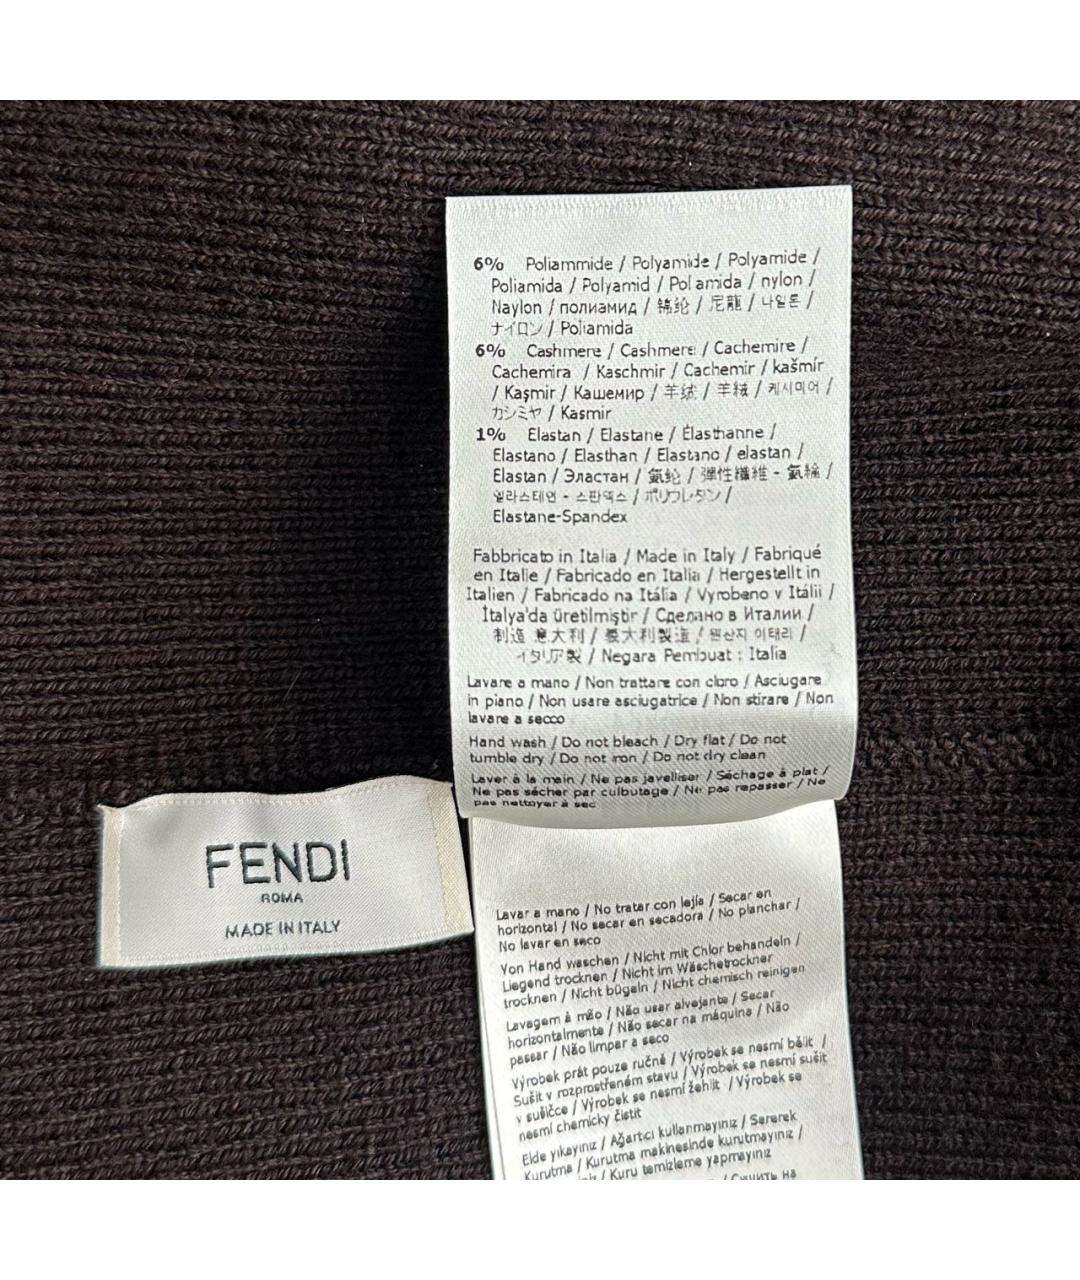 6% Poliammide / Polyamide / Polyamide /
Poliamida / Polyamid / Poliamida / nylon /
Naylon / полиамид / 锦纶 / 尼龍 / 나일론 /
ナイロン / Poliamida
6% Cashmere / Cashmere / Cachemire /
Cachemira / Kaschmir / Cachemir / kašmír
/ Kaşmir / Кашемир / 羊绒 / 羊絨 / 케시미어 /
カシミヤ / Kasmir
1% Elastan / Elastane / Élasthanne /
Elastano / Elasthan / Elastano / elastan /
Elastan / Эластан / 氨纶 / 彈性纖維 - 氨綸 /
엘라스테인 - 스판덱스 / ポリウレタン /
Elastane-Spandex
Fabbricato in Italia / Made in Italy / Fabriqué
en Italie / Fabricado en Italia / Hergestellt in
Italien / Fabricado na Itália / Vyrobeno v Itálii /
İtalya'da üretilmiştir / Сделано в Италии /
制造 意大利 / 義大利製造 / 원산지 이태리 /
イタリア製 / Negara Pembuat : Italia
Lavare a mano / Non trattare con cloro / Asciugare
in piano / Non usare asciugatrice / Non stirare / Non
lavare a secco
Hand wash / Do not bleach / Dry flat / Do not
tumble dry / Do not iron / Do not dry clean
Laver à la main / Ne pas javelliser / Séchage à plat /
Ne pas sécher par culbutage / Ne pas repasser / Ne
pas nettoyer à sec
FENDI
ROMA
MADE IN ITALY
Lavar a mano / No tratar con lejía / Secar en
horizontal / No secar en secadora / No planchar /
No lavar en seco
Von Hand waschen / Nicht mit Chlor behandeln /
Liegend trocknen / Nicht im Wäschetrockner
trocknen / Nicht bügeln / Nicht chemisch reinigen
Lavagem à mão / Não usar alvejante / Secar
horizontalmente / Não secar na máquina / Não
passar / Não limpar a seco
Výrobek prát pouze ručně / Výrobek se nesmí bělit /
Sušit v rozprostřeném stavu / Výrobek se nesmí sušit
v sušičce / Výrobek se nesmí žehlit / Výrobek se
nesmí chemicky čistit
Elde yıkayınız / Ağartıcı kullanmayınız / Sererek
Kurutma / Kurutma makinesinde kurutmayınız /
/ Kuru temizleme yapmayınız
/ Сушить на